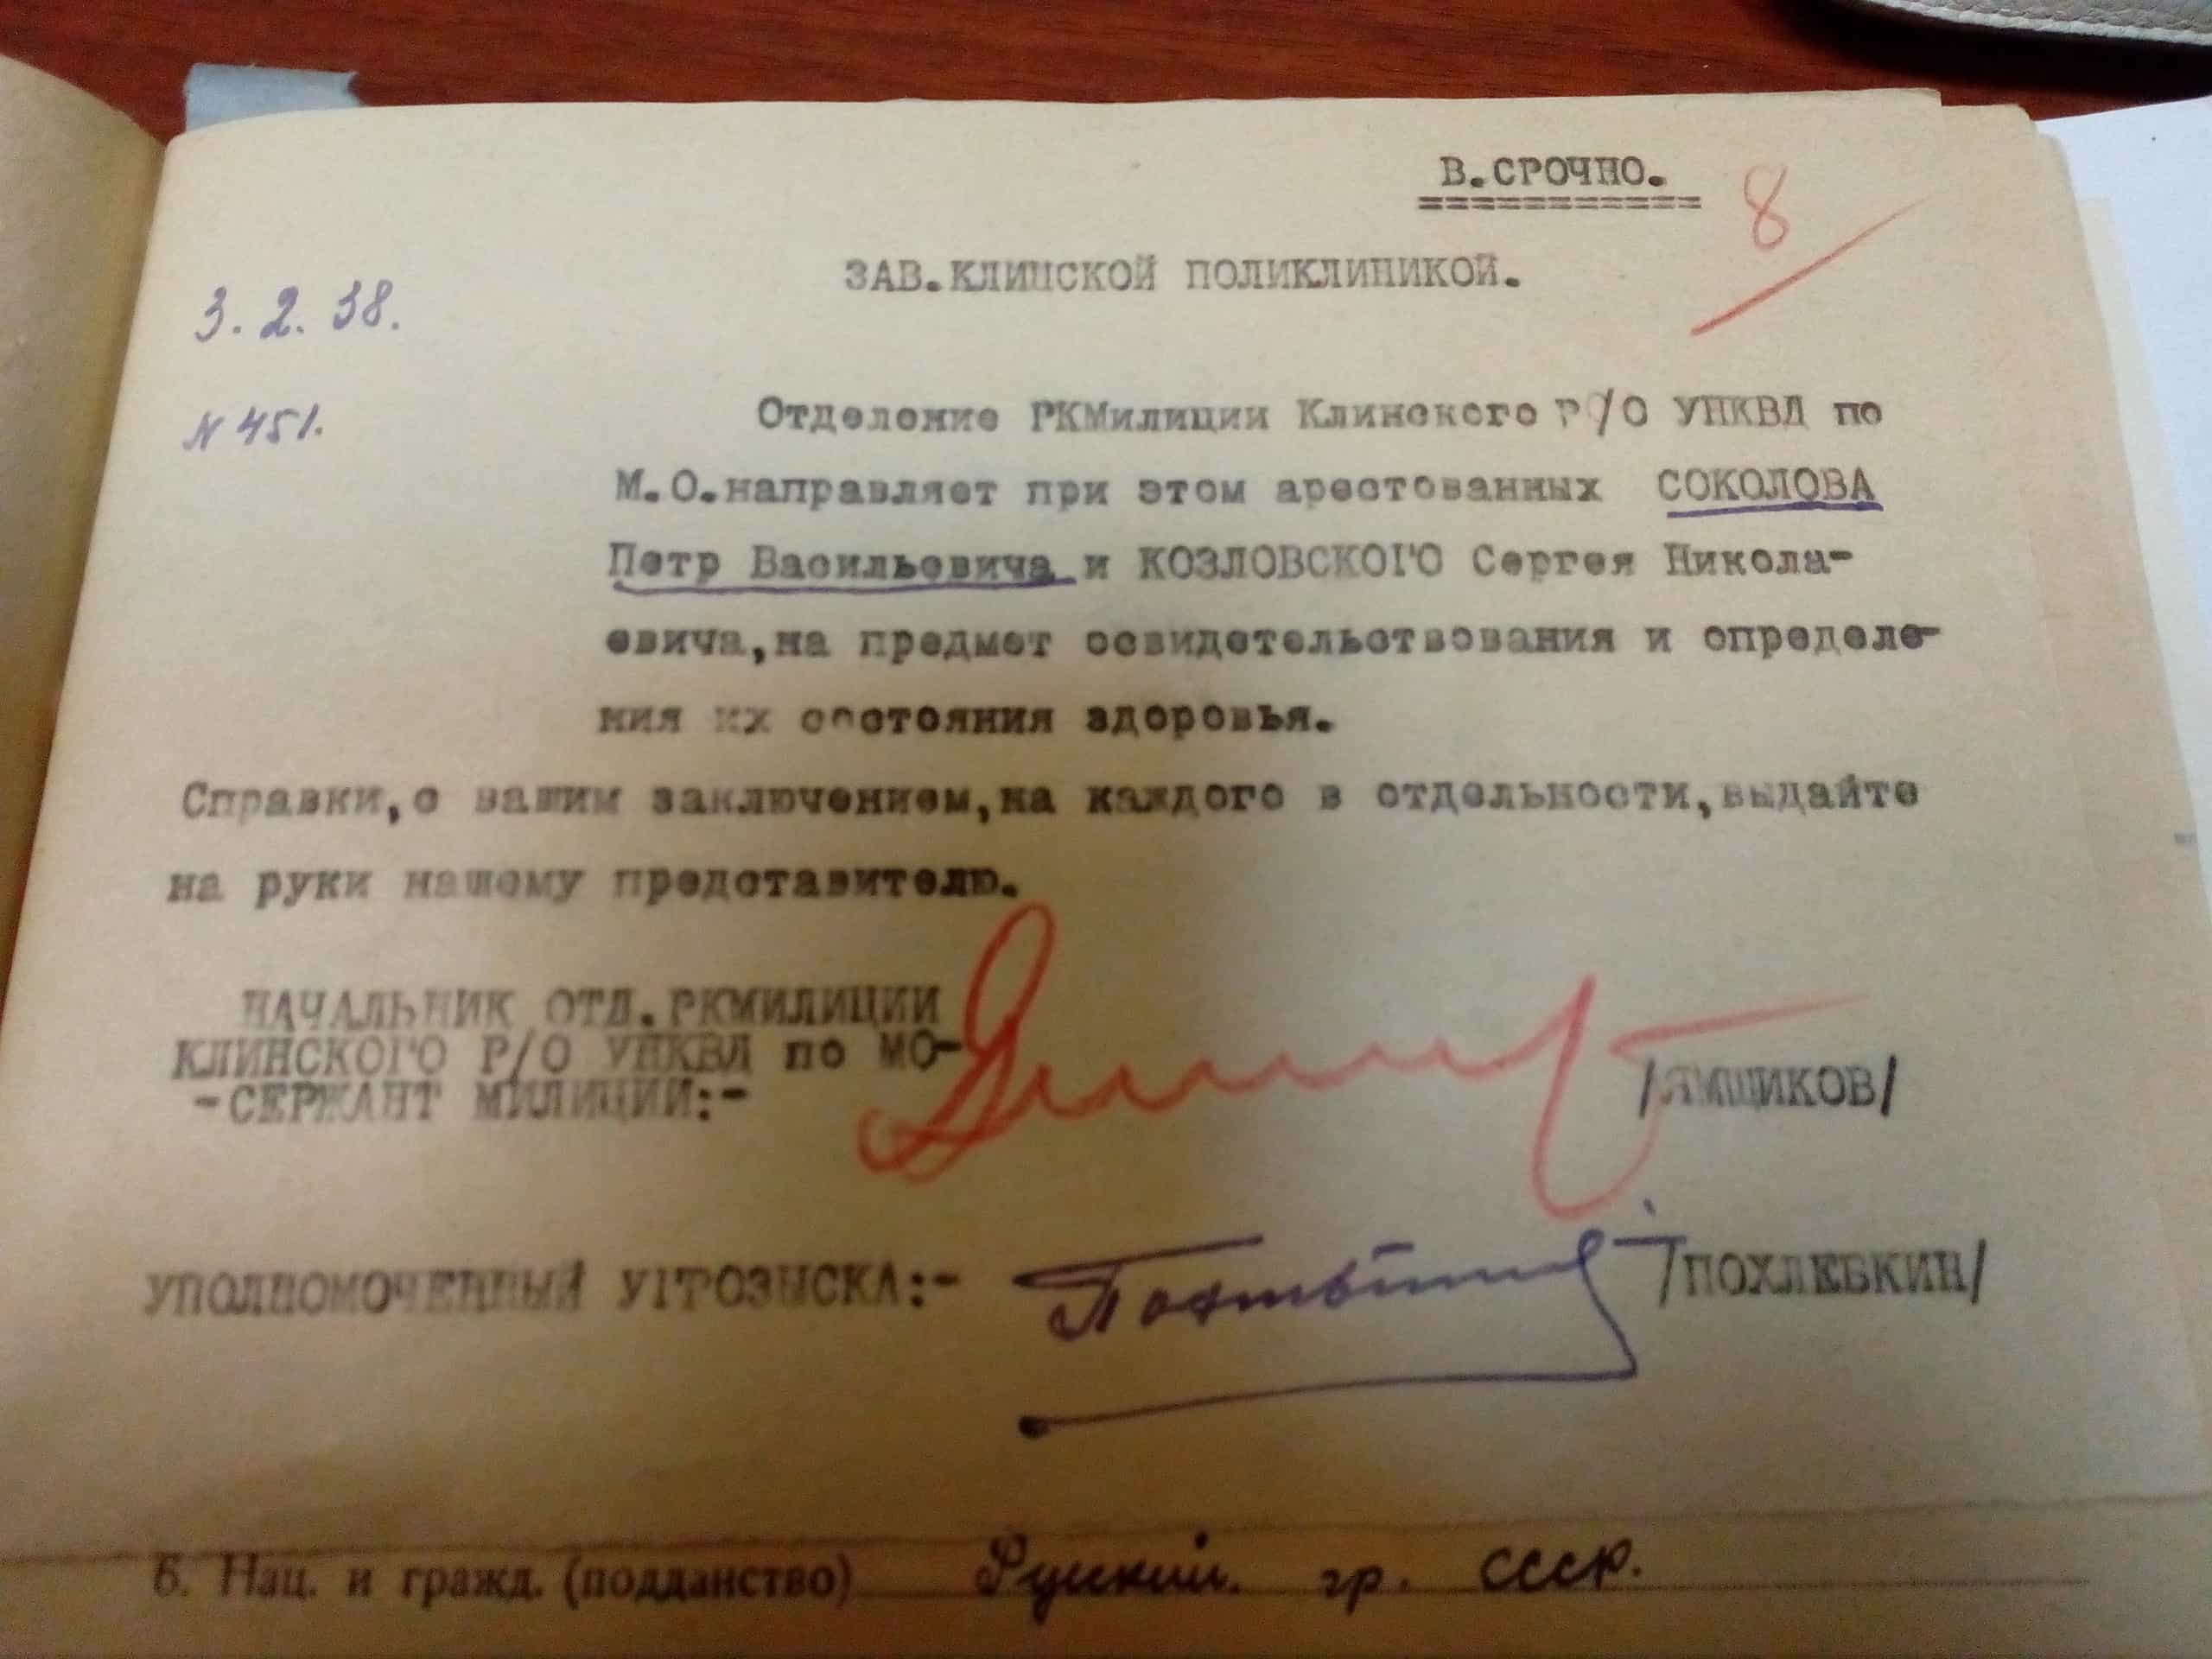 В.СРОЧНО.
===========
8
ЗАВ.КЛИНСКОЙ ПОЛИКЛИНИКОЙ.
3.2.38.
N 451.
Отделение РКМилиции Клинского Р/О УНКВД по
М.О.направляет при этом арестованных СОКОЛОВА
Петр Васильевича и КОЗЛОВСКОГО Сергея Никола-
евича,на предмет освидетельствования и определе-
ния их состояния здоровья.
Справки,с вашим заключением,на каждого в отдельности,выдайте
на руки нашему представителю.
НАЧАЛЬНИК ОТД.РКМИЛИЦИИ
КЛИНСКОГО Р/О УНКВД по МО-
-СЕРЖАНТ МИЛИЦИИ:- /ЯМЩИКОВ/
УПОЛНОМОЧЕННЫЙ УГРОЗЫСКА:- /ПОХЛЕБКИН/
6. Нац. и гражд. (подданство) Русский. гр. СССР.